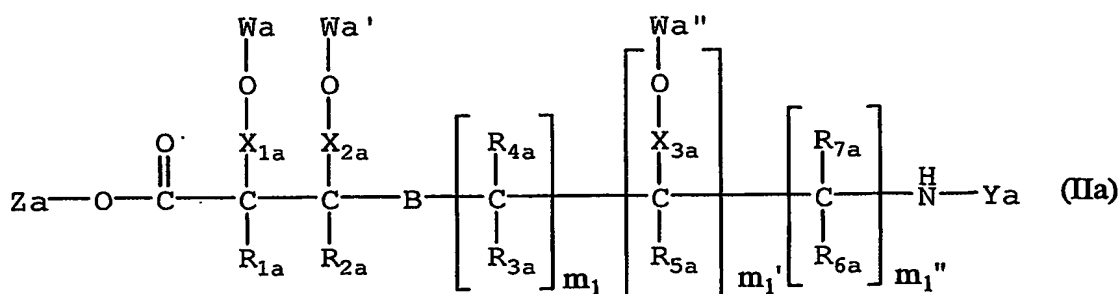 Wa Wa' Wa"
O O O
O X1a X2a R4a X3a R7a
Za—O—C—C—C—B—C—C—C—N—Ya (IIa)
H
R1a R2a R3a R5a R6a
m1 m1' m1"